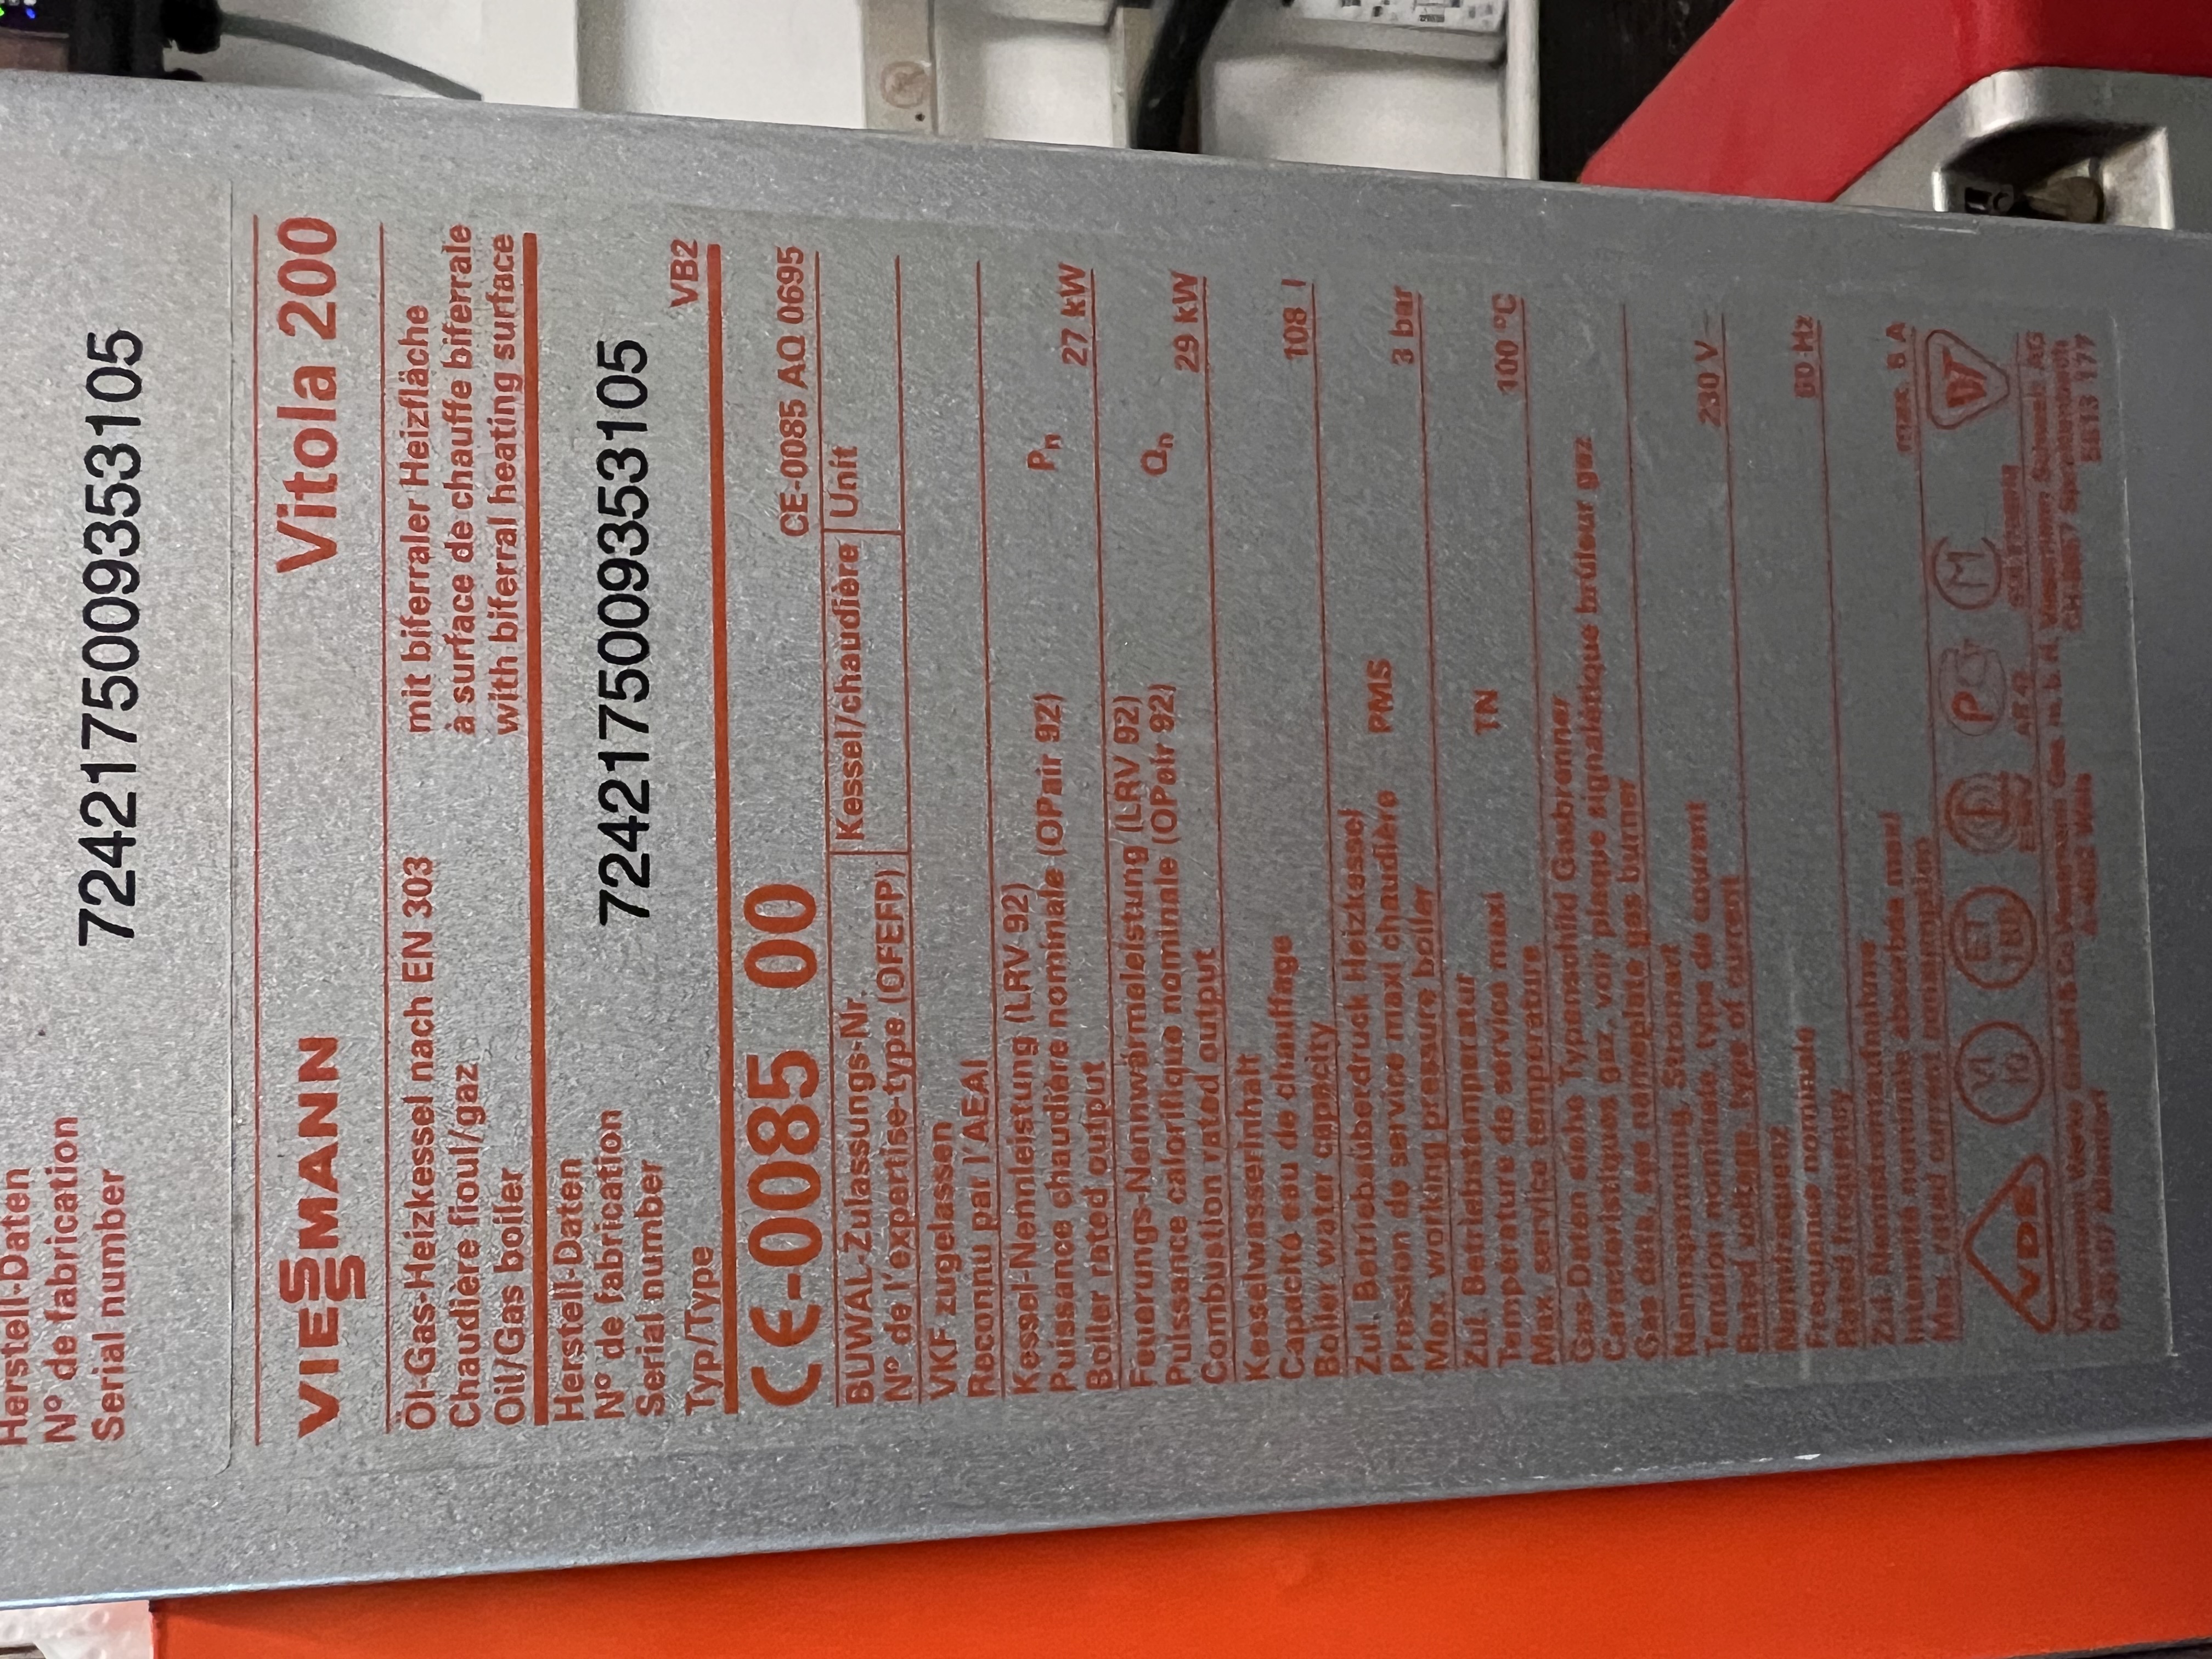 Herstell-Daten
N° de fabrication
Serial number
7242175009353105
VIESSMANN
Vitola 200
Öl-Gas-Heizkessel nach EN 303
mit biferraler Heizfläche
Chaudière fioul/gaz
à surface de chauffe biferrale
Oil/Gas boiler
with biferral heating surface
Herstell-Daten
N° de fabrication
Serial number
7242175009353105
Typ/Type
VB2
CE-0085 00
CE-0085 AQ 0695
BUWAL-Zulassungs-Nr.
N° de l'expertise-type (OFEFP)
Kessel/chaudière
Unit
VKF zugelassen
Reconnu par l'AEAI
Kessel-Nennleistung (LRV 92)
Puissance chaudière nominale (OPair 92)
Boiler rated output
Pn
27 kW
Feuerungs-Nennwärmeleistung (LRV 92)
Puissance calorifique nominale (OPair 92)
Combustion rated output
Qn
29 kW
Kesselwasserinhalt
Capacité eau de chauffage
Boiler water capacity
108 l
Zul. Betriebsüberdruck Heizkessel
Pression de service maxi chaudière PMS
Max. working pressure boiler
3 bar
Zul. Betriebstemperatur
Température de service maxi TN
Max. service temperature
100 °C
Gas-Daten siehe Typenschild Gasbrenner
Caractéristiques gaz, voir plaque signalétique brûleur gaz
Gas data, see nameplate gas burner
Nennspannung, Stromart
Tension nominale, type de courant
Rated voltage, type of current
230 V~
Nennfrequenz
Fréquence nominale
Rated frequency
Zul. Nennstromaufnahme
Intensité nominale absorbée maxi
Max. rated current consumption
max. 6 A
VDE
M
W